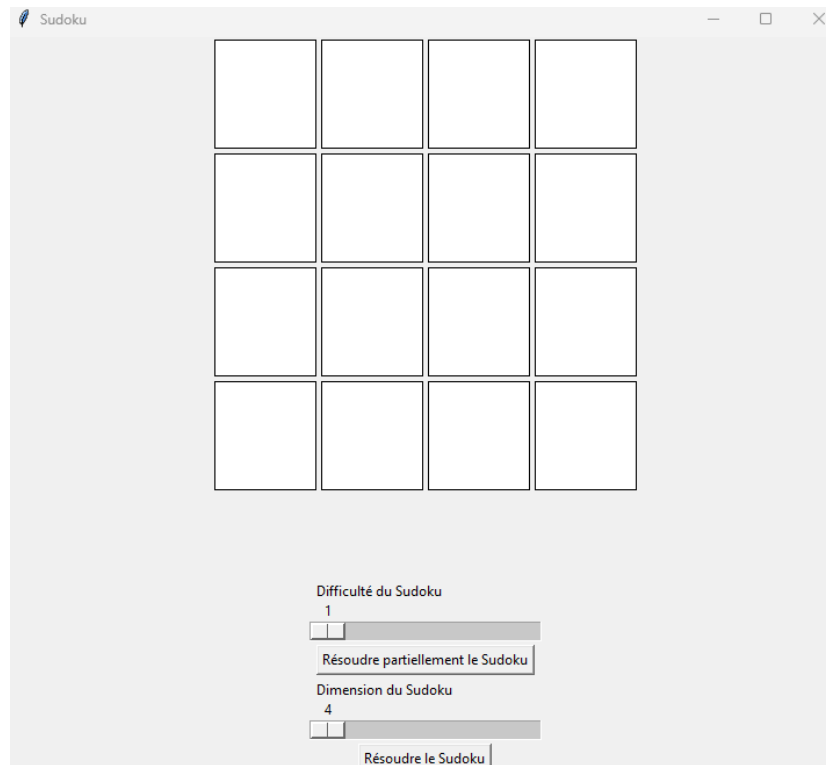 Sudoku
Difficulté du Sudoku
1
Résoudre partiellement le Sudoku
Dimension du Sudoku
4
Résoudre le Sudoku